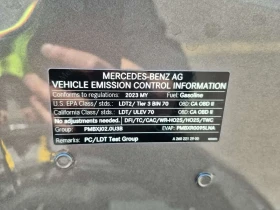 MERCEDES-BENZ AG
VEHICLE EMISSION CONTROL INFORMATION
Conforms to regulations: 2023 MY Fuel: Gasoline
U.S. EPA Class/ stds. LDT2/ Tier 3 BIN 70 OBD: CA OBD II
California Class/ stds. LDT/ ULEV 70 OBD: CA OBD II
No adjustments needed. DFI/TC/CAC/WR-HO2S/HO2S/TWC
Group: EVAP:
Remarks: PC/LDT Test Group